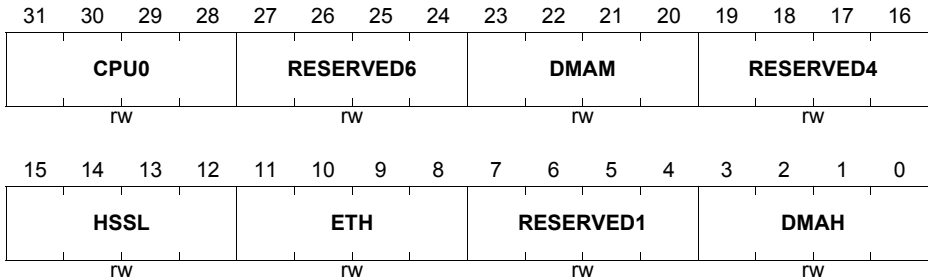 31 30 29 28 27 26 25 24 23 22 21 20 19 18 17 16
CPU0 RESERVED6 DMAM RESERVED4
rw rw rw rw
15 14 13 12 11 10 9 8 7 6 5 4 3 2 1 0
HSSL ETH RESERVED1 DMAH
rw rw rw rw